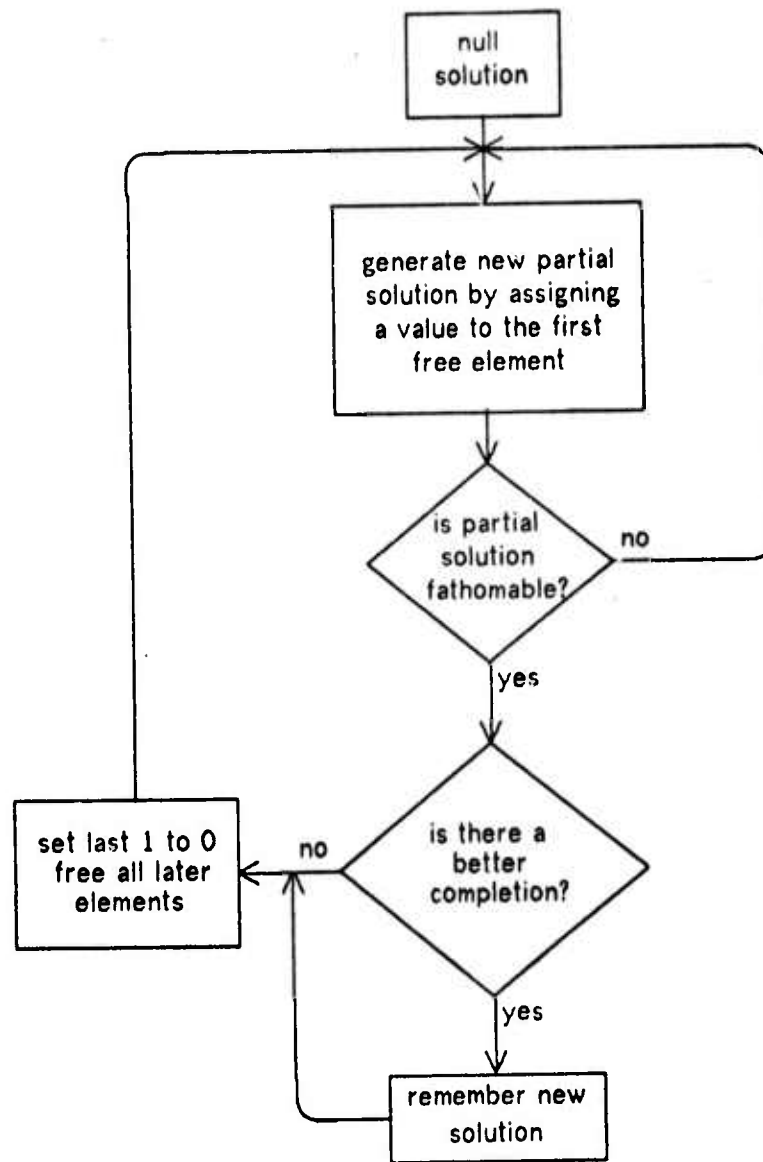 null
solution
generate new partial
solution by assigning
a value to the first
free element
is partial
solution
fathomable?
no
yes
is there a
better
completion?
no
set last 1 to 0
free all later
elements
yes
remember new
solution